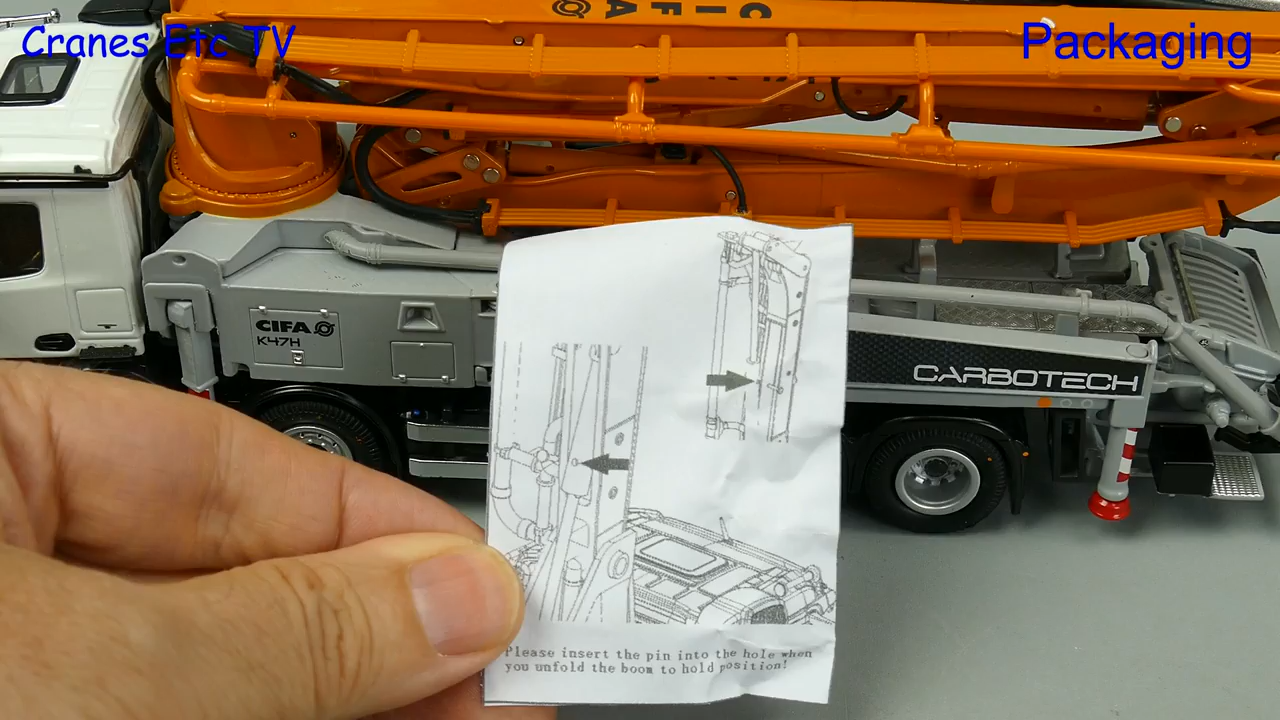 Cranes Etc TV
Packaging
CIFA
CIFA
K47H
CARBOTECH
Please insert the pin into the hole when
you unfold the boom to hold position!